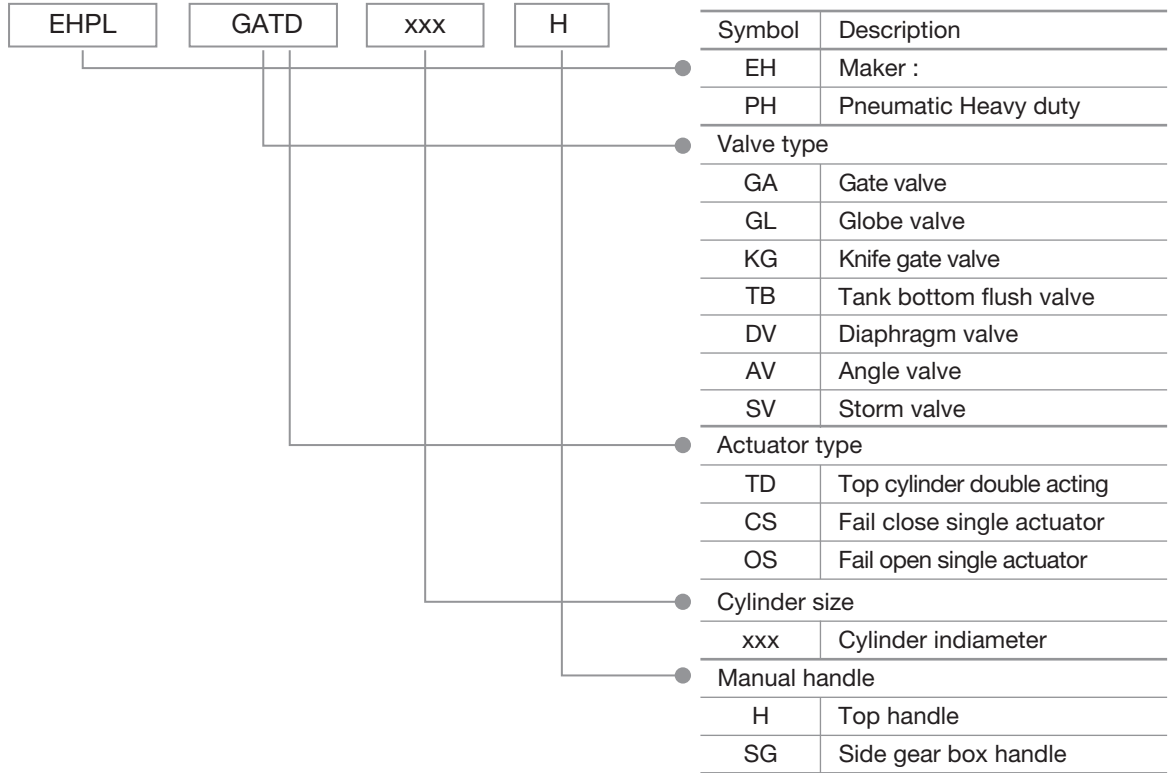 EHPL GATD xxx H
Symbol Description
EH Maker :
PH Pneumatic Heavy duty
Valve type
GA Gate valve
GL Globe valve
KG Knife gate valve
TB Tank bottom flush valve
DV Diaphragm valve
AV Angle valve
SV Storm valve
Actuator type
TD Top cylinder double acting
CS Fail close single actuator
OS Fail open single actuator
Cylinder size
xxx Cylinder indiameter
Manual handle
H Top handle
SG Side gear box handle